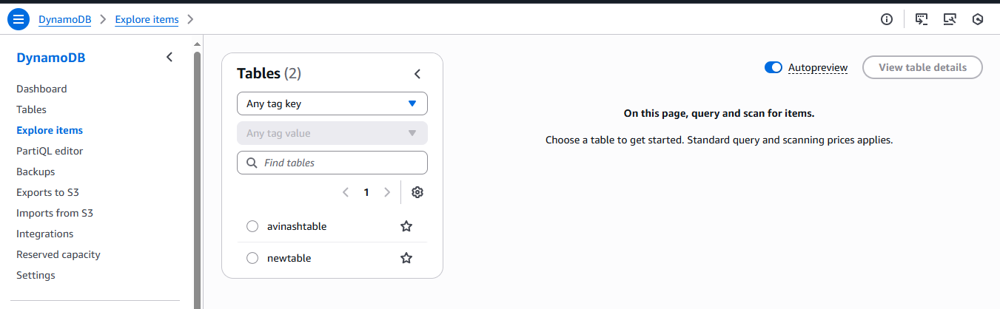 DynamoDB
Explore items
DynamoDB
Dashboard
Tables
Explore items
PartiQL editor
Backups
Exports to S3
Imports from S3
Integrations
Reserved capacity
Settings
Tables (2)
Any tag key
Any tag value
Find tables
1
avinashtable
newtable
Autopreview
View table details
On this page, query and scan for items.
Choose a table to get started. Standard query and scanning prices applies.